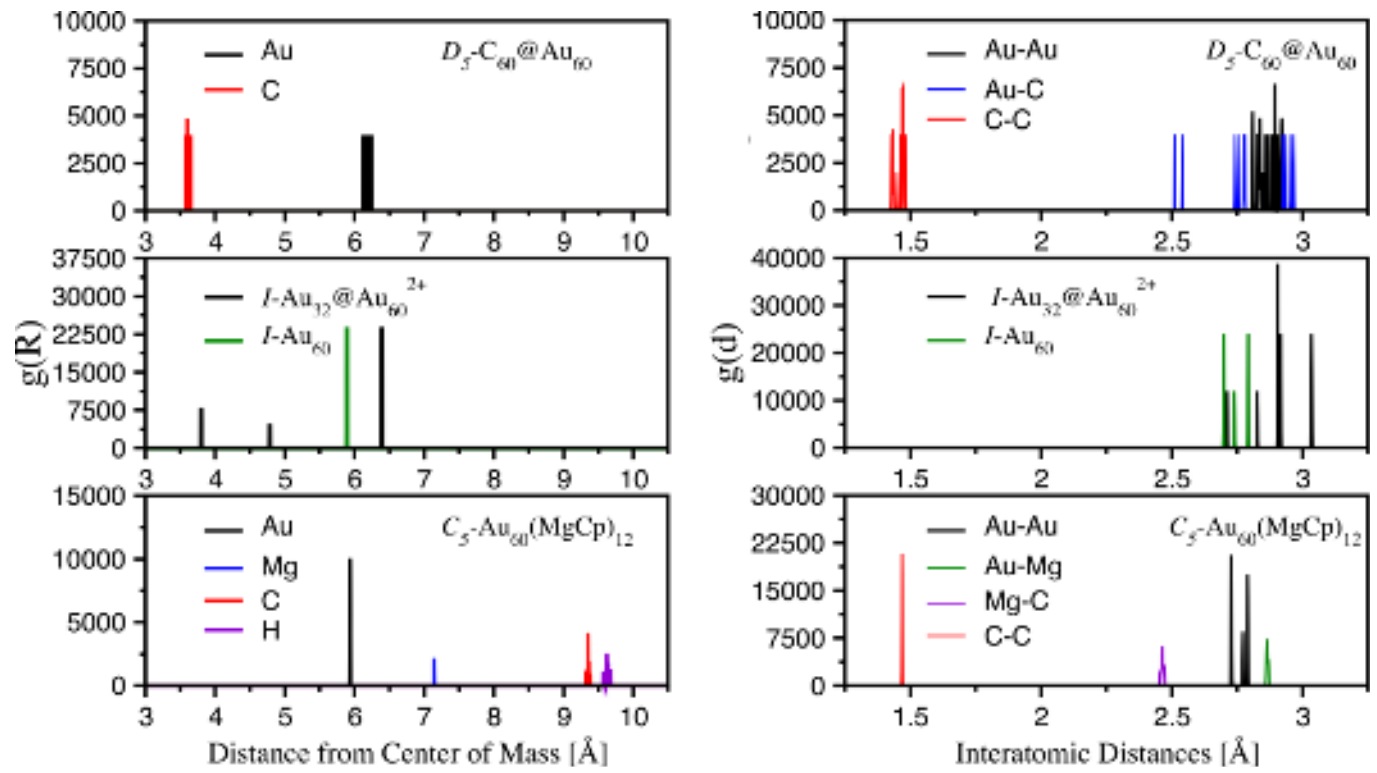 10000
7500
5000
2500
0
Au
C
D₅-C₆₀@Au₆₀
3 4 5 6 7 8 9 10
10000
7500
5000
2500
0
Au-Au
Au-C
C-C
D₅-C₆₀@Au₆₀
1.5 2 2.5 3
g(R)
37500
30000
22500
15000
7500
0
I-Au₃₂@Au₆₀²⁺
I-Au₆₀
3 4 5 6 7 8 9 10
g(d)
40000
30000
20000
10000
0
I-Au₃₂@Au₆₀²⁺
I-Au₆₀
1.5 2 2.5 3
15000
10000
5000
0
Au
Mg
C
H
C₅-Au₆₀(MgCp)₁₂
3 4 5 6 7 8 9 10
Distance from Center of Mass [Å]
30000
22500
15000
7500
0
Au-Au
Au-Mg
Mg-C
C-C
C₅-Au₆₀(MgCp)₁₂
1.5 2 2.5 3
Interatomic Distances [Å]